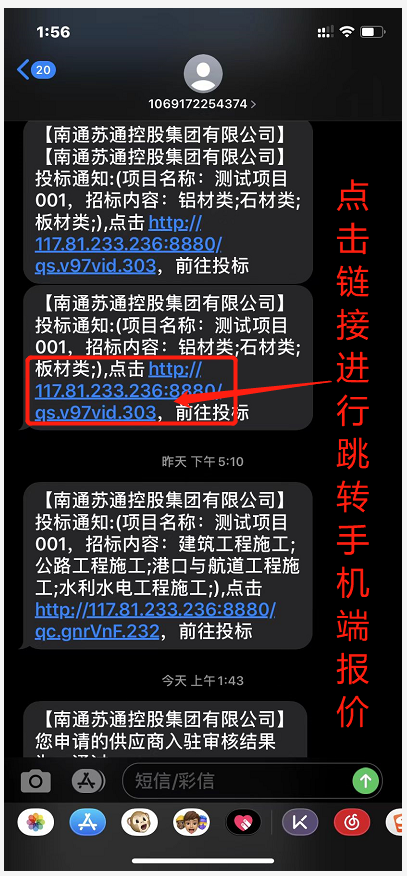 1:56
20
1069172254374 >
【南通苏通控股集团有限公司】
【南通苏通控股集团有限公司】
投标通知:(项目名称：测试项目
001，招标内容：铝材类;石材类;
板材类;),点击 http://
117.81.233.236:8880/
qs.v97vid.303，前往投标
【南通苏通控股集团有限公司】
投标通知:(项目名称：测试项目
001，招标内容：铝材类;石材类;
板材类;),点击 http://
117.81.233.236:8880/
qs.v97vid.303，前往投标
昨天 下午5:10
【南通苏通控股集团有限公司】
投标通知:(项目名称：测试项目
001，招标内容：建筑工程施工;
公路工程施工;港口与航道工程施
工;水利水电工程施工;),点击
http://117.81.233.236:8880/
qc.gnrVnF.232，前往投标
今天 上午1:43
【南通苏通控股集团有限公司】
您申请的供应商入驻审核结果
短信/彩信
点击链接进行跳转手机端报价